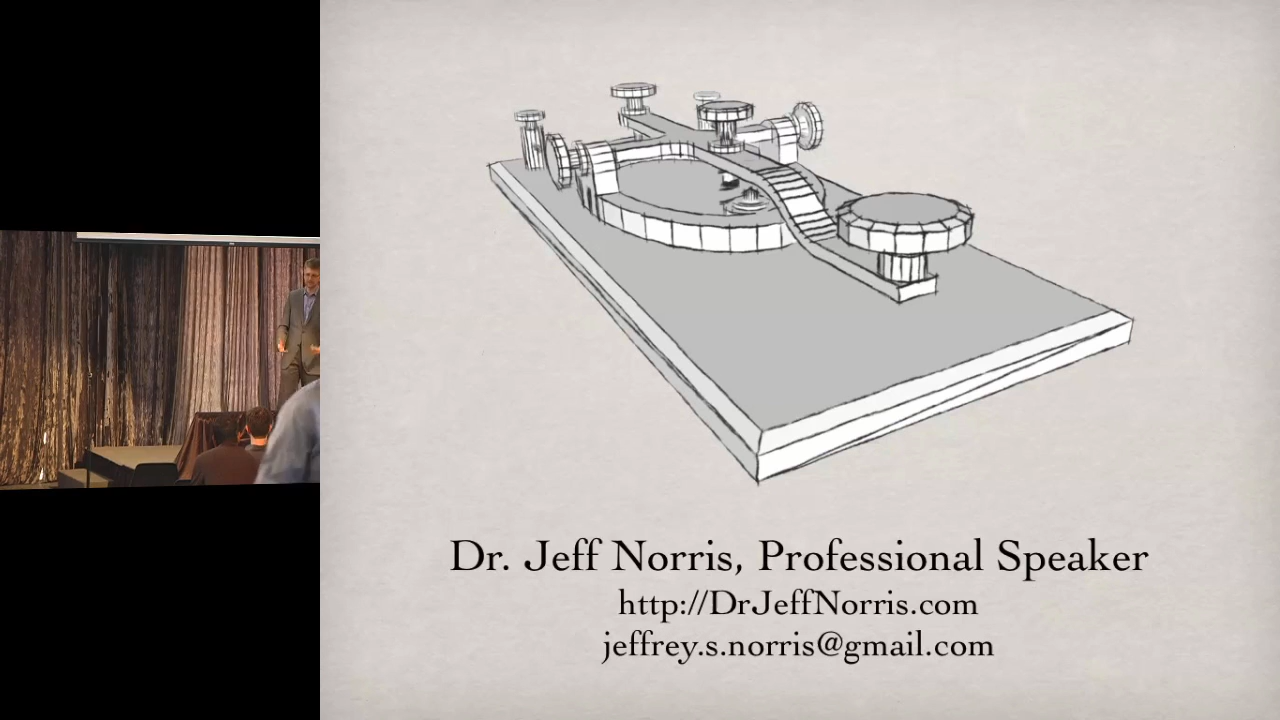 Dr. Jeff Norris, Professional Speaker
http://DrJeffNorris.com
jeffrey.s.norris@gmail.com